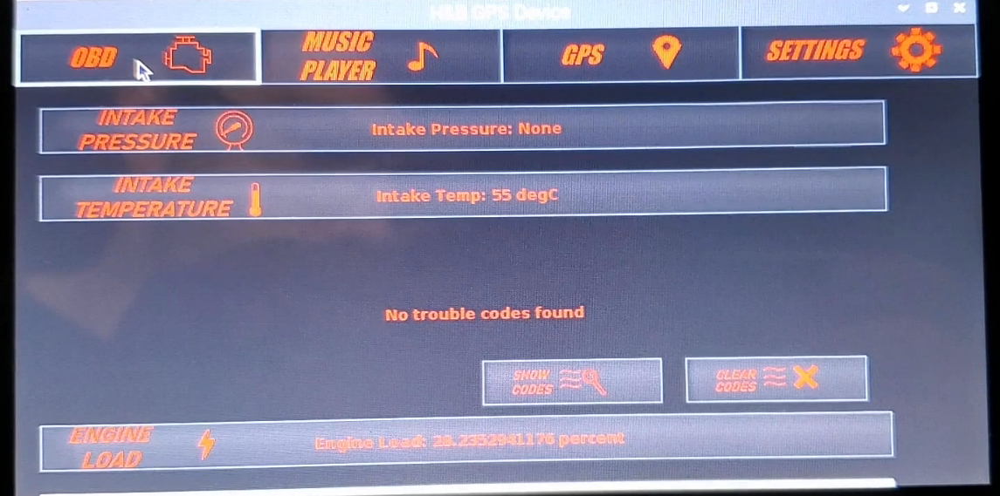 H&B GPS Device
OBD
MUSIC
PLAYER
GPS
SETTINGS
INTAKE
PRESSURE
Intake Pressure: None
INTAKE
TEMPERATURE
Intake Temp: 55 degC
No trouble codes found
SHOW
CODES
CLEAR
CODES
ENGINE
LOAD
Engine Load: 28.2352941176 percent